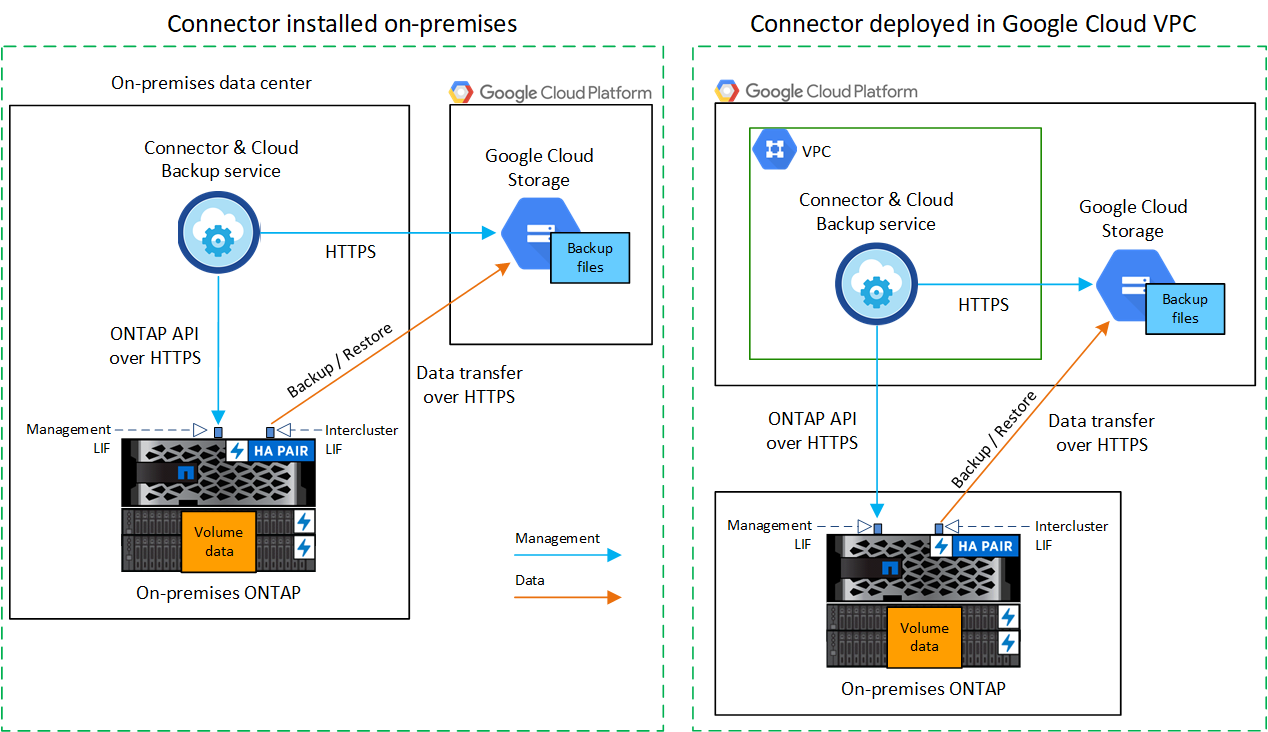 Connector installed on-premises
On-premises data center
Google Cloud Platform
Connector & Cloud
Backup service
Google Cloud
Storage
HTTPS
Backup
files
ONTAP API
over HTTPS
Backup / Restore
Data transfer
over HTTPS
Management
LIF
Intercluster
LIF
HA PAIR
Volume
data
On-premises ONTAP
Management
Data
Connector deployed in Google Cloud VPC
Google Cloud Platform
VPC
Connector & Cloud
Backup service
Google Cloud
Storage
HTTPS
Backup
files
ONTAP API
over HTTPS
Backup / Restore
Data transfer
over HTTPS
Management
LIF
Intercluster
LIF
HA PAIR
Volume
data
On-premises ONTAP